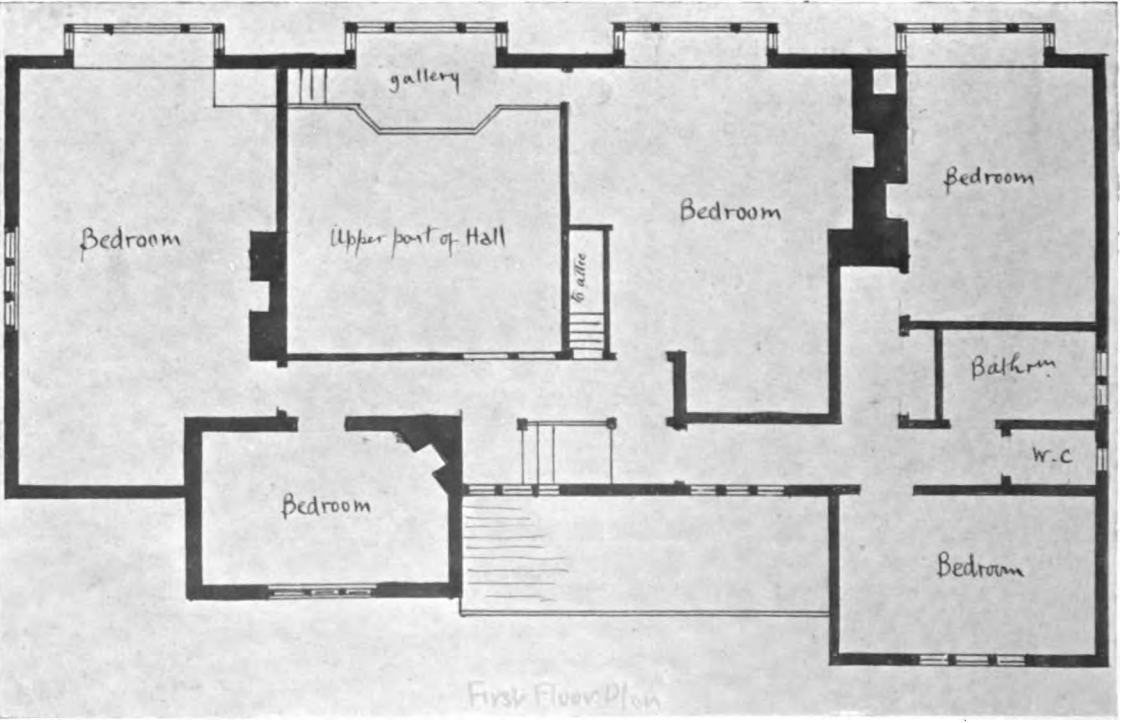 gallery
Bedroom
Upper part of Hall
Bedroom
Bedroom
to attic
Bathrm
W.C
Bedroom
Bedroom
First Floor Plan